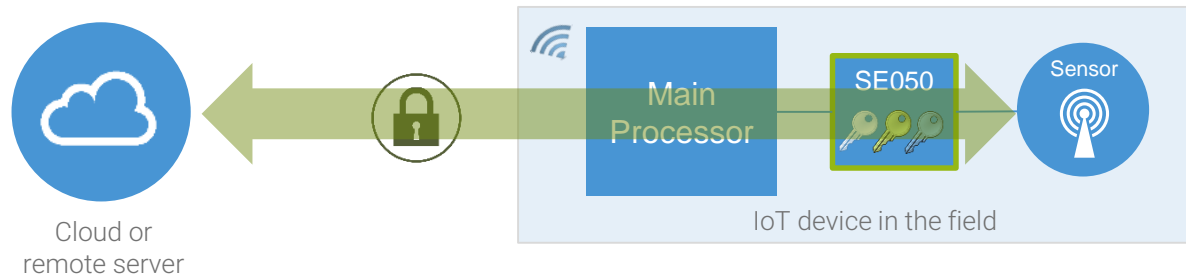 Main
Processor
SE050
Sensor
IoT device in the field
Cloud or
remote server